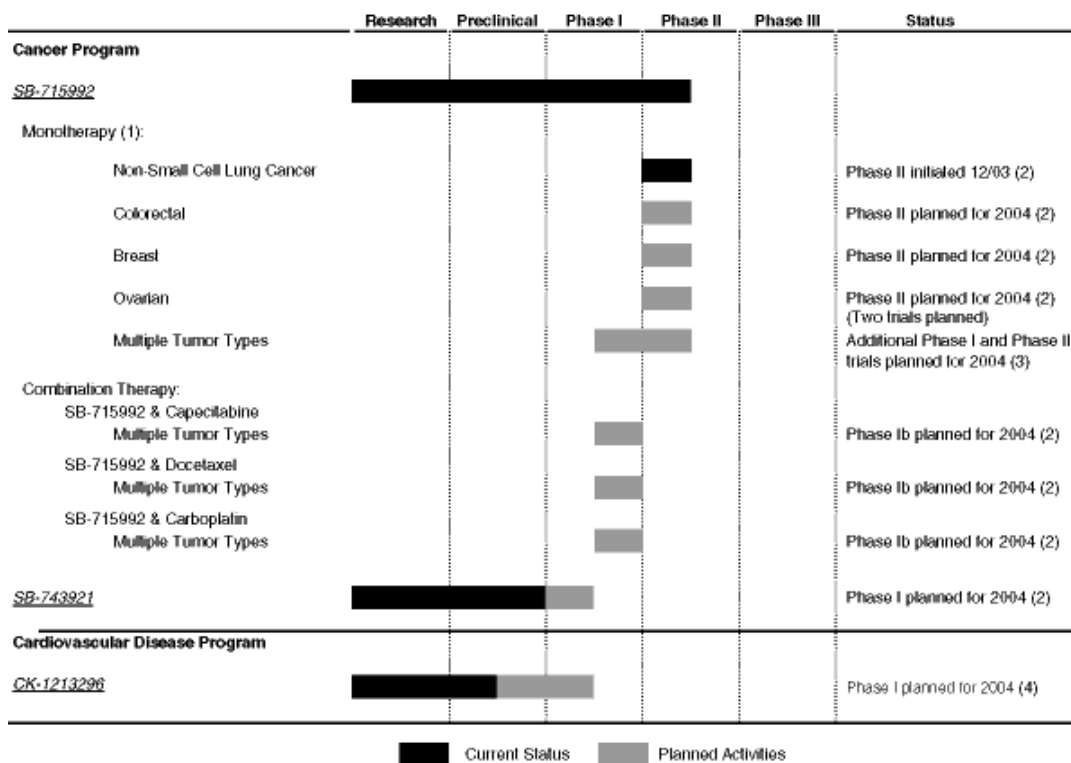 Research Preclinical Phase I Phase II Phase III Status
Cancer Program
SB-715992
Monotherapy (1):
Non-Small Cell Lung Cancer Phase II initiated 12/03 (2)
Colorectal Phase II planned for 2004 (2)
Breast Phase II planned for 2004 (2)
Ovarian Phase II planned for 2004 (2)
(Two trials planned)
Multiple Tumor Types Additional Phase I and Phase II
trials planned for 2004 (3)
Combination Therapy:
SB-715992 & Capecitabine
Multiple Tumor Types Phase Ib planned for 2004 (2)
SB-715992 & Docetaxel
Multiple Tumor Types Phase Ib planned for 2004 (2)
SB-715992 & Carboplatin
Multiple Tumor Types Phase Ib planned for 2004 (2)
SB-743921 Phase I planned for 2004 (2)
Cardiovascular Disease Program
CK-1213296 Phase I planned for 2004 (4)
Current Status Planned Activities